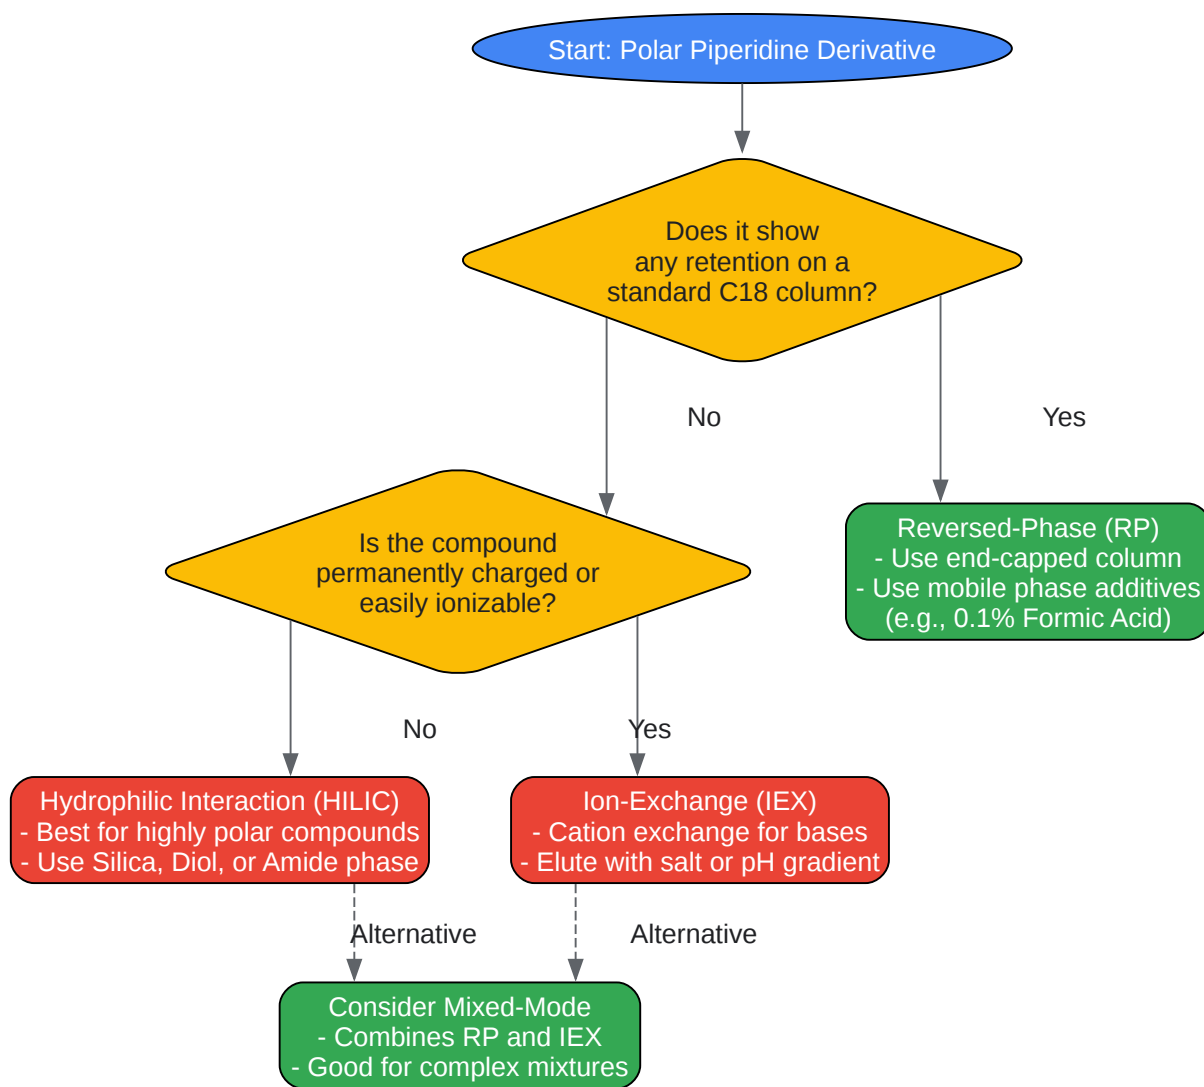 Start: Polar Piperidine Derivative
Does it show
any retention on a
standard C18 column?
No
Yes
Is the compound
permanently charged or
easily ionizable?
Reversed-Phase (RP)
- Use end-capped column
- Use mobile phase additives
(e.g., 0.1% Formic Acid)
No
Yes
Hydrophilic Interaction (HILIC)
- Best for highly polar compounds
- Use Silica, Diol, or Amide phase
Ion-Exchange (IEX)
- Cation exchange for bases
- Elute with salt or pH gradient
Alternative
Alternative
Consider Mixed-Mode
- Combines RP and IEX
- Good for complex mixtures